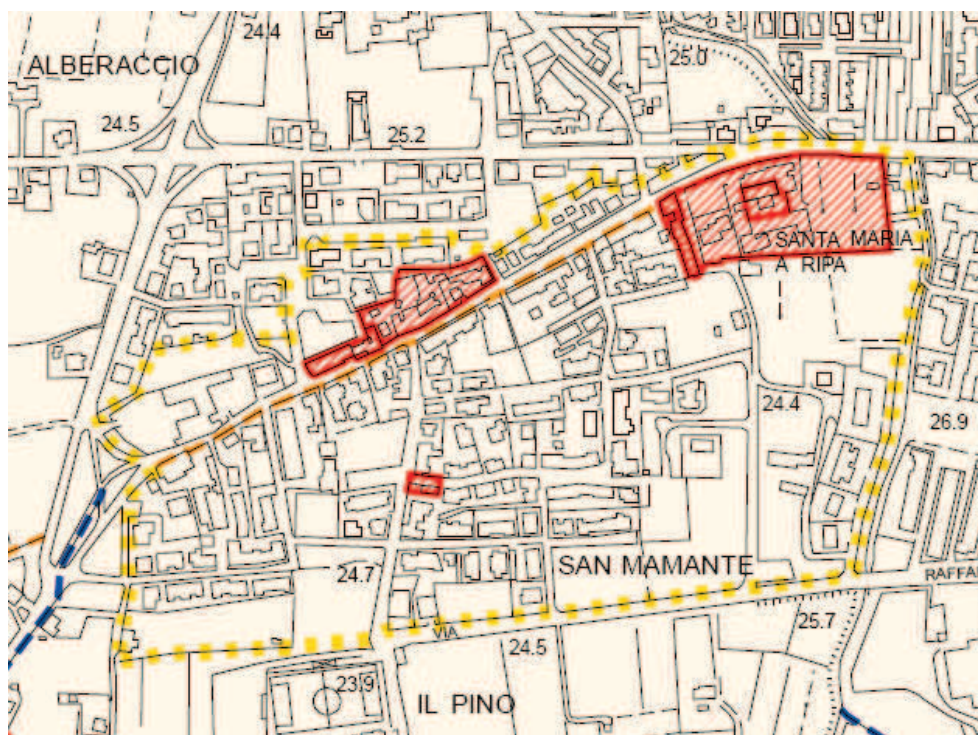 24.4
ALBERACCIO
25.0
24.5
25.2
SANTA MARIA
A RIPA
24.4
26.9
SAN MAMANTE
24.7
RAFFAE
25.7
VIA
24.5
23.9
IL PINO